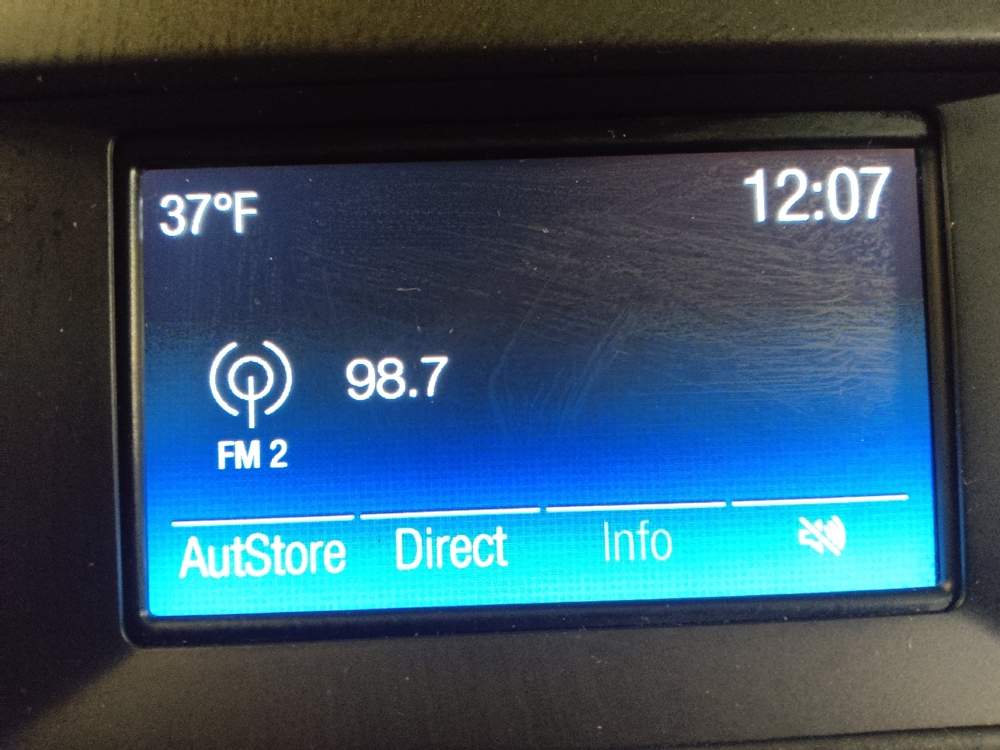 37°F
12:07
98.7
FM 2
AutStore Direct Info